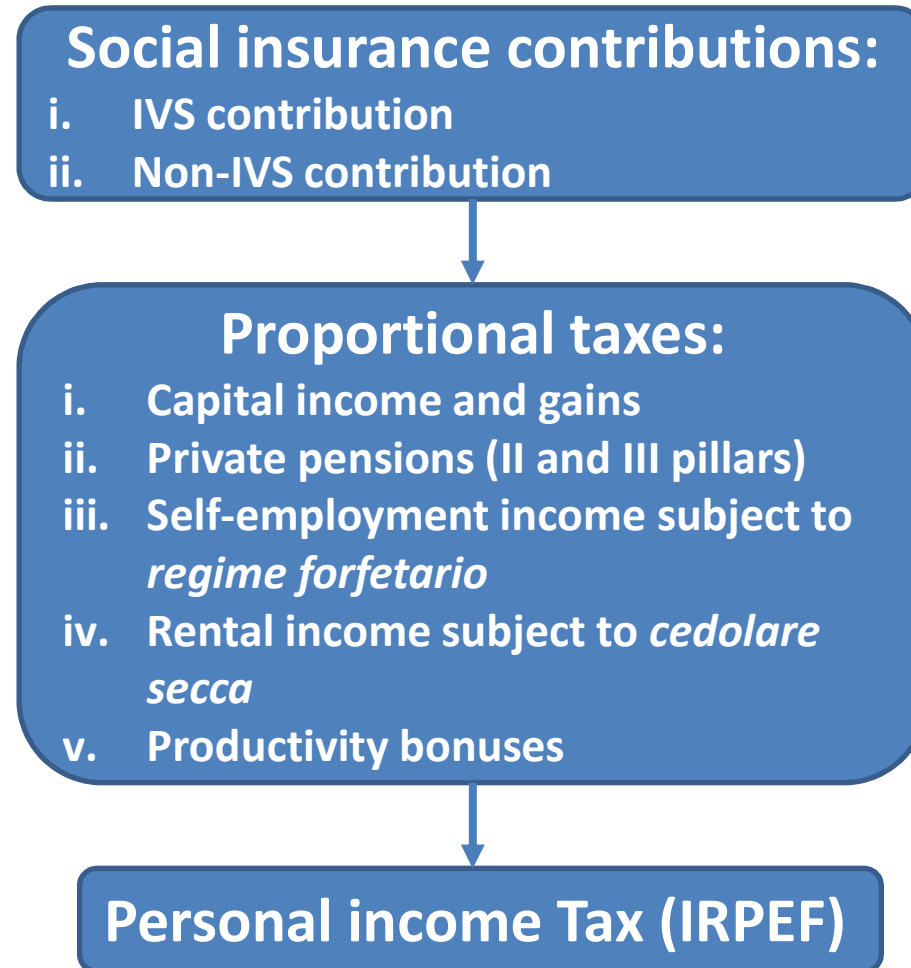 Social insurance contributions:
i. IVS contribution
ii. Non-IVS contribution
Proportional taxes:
i. Capital income and gains
ii. Private pensions (II and III pillars)
iii. Self-employment income subject to
regime forfetario
iv. Rental income subject to cedolare
secca
v. Productivity bonuses
Personal income Tax (IRPEF)